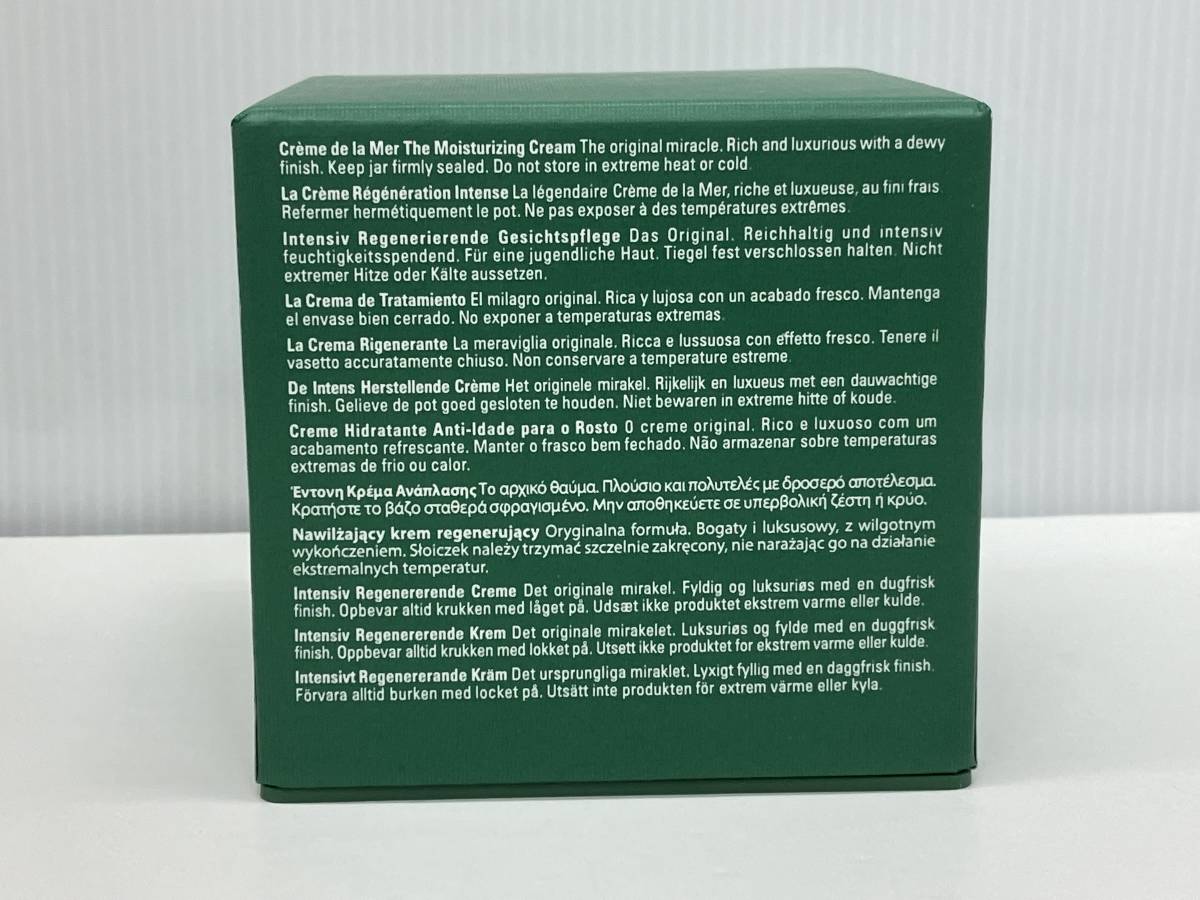 Crème de la Mer The Moisturizing Cream The original miracle. Rich and luxurious with a dewy
finish. Keep jar firmly sealed. Do not store in extreme heat or cold.
La Crème Régénération Intense La légendaire Crème de la Mer, riche et luxueuse, au fini frais.
Refermer hermétiquement le pot. Ne pas exposer à des températures extrêmes.
Intensiv Regenerierende Gesichtspflege Das Original. Reichhaltig und intensiv
feuchtigkeitsspendend. Für eine jugendliche Haut. Tiegel fest verschlossen halten. Nicht
extremer Hitze oder Kälte aussetzen.
La Crema de Tratamiento El milagro original. Rica y lujosa con un acabado fresco. Mantenga
el envase bien cerrado. No exponer a temperaturas extremas.
La Crema Rigenerante La meraviglia originale. Ricca e lussuosa con effetto fresco. Tenere il
vasetto accuratamente chiuso. Non conservare a temperature estreme.
De Intens Herstellende Crème Het originele mirakel. Rijkelijk en luxueus met een dauwachtige
finish. Gelieve de pot goed gesloten te houden. Niet bewaren in extreme hitte of koude.
Creme Hidratante Anti-Idade para o Rosto O creme original. Rico e luxuoso com um
acabamento refrescante. Manter o frasco bem fechado. Não armazenar sobre temperaturas
extremas de frio ou calor.
Έντονη Κρέμα Ανάπλασης Το αρχικό θαύμα. Πλούσιο και πολυτελές με δροσερό αποτέλεσμα.
Κρατήστε το βάζο σταθερά σφραγισμένο. Μην αποθηκεύετε σε υπερβολική ζέστη ή κρύο.
Nawilżający krem regenerujący Oryginalna formuła. Bogaty i luksusowy, z wilgotnym
wykończeniem. Słoiczek należy trzymać szczelnie zakręcony, nie narażając go na działanie
ekstremalnych temperatur.
Intensiv Regenererende Creme Det originale mirakel. Fyldig og luksuriøs med en dugfrisk
finish. Opbevar altid krukken med låget på. Udsæt ikke produktet ekstrem varme eller kulde.
Intensiv Regenererende Krem Det originale mirakelet. Luksuriøs og fylde med en duggfrisk
finish. Oppbevar alltid krukken med lokket på. Utsett ikke produktet for ekstrem varme eller kulde.
Intensivt Regenererande Kräm Det ursprungliga miraklet. Lyxigt fyllig med en daggfrisk finish.
Förvara alltid burken med locket på. Utsätt inte produkten för extrem värme eller kyla.